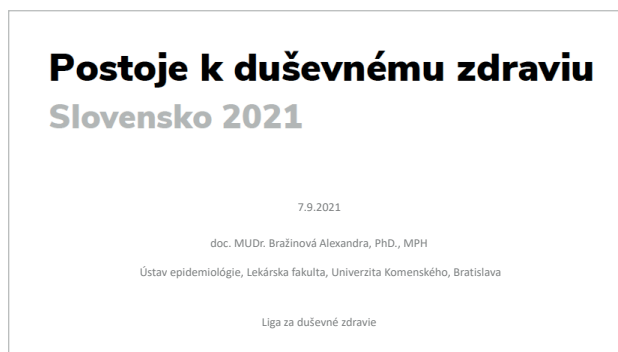 Postoje k duševnému zdraviu
Slovensko 2021
7.9.2021
doc. MUDr. Bražinová Alexandra, PhD., MPH
Ústav epidemiológie, Lekárska fakulta, Univerzita Komenského, Bratislava
Liga za duševné zdravie